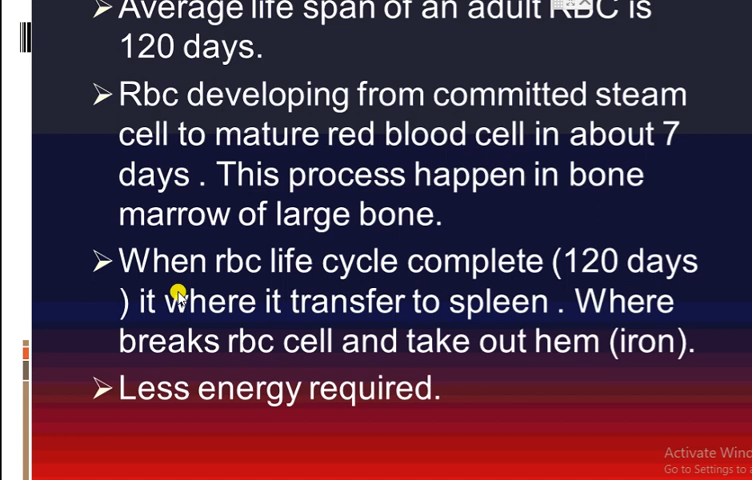 ➢ Average life span of an adult RBC is
120 days.
➢ Rbc developing from committed steam
cell to mature red blood cell in about 7
days . This process happen in bone
marrow of large bone.
➢ When rbc life cycle complete (120 days
) it where it transfer to spleen . Where
breaks rbc cell and take out hem (iron).
➢ Less energy required.
Activate Wind
Go to Settings to a